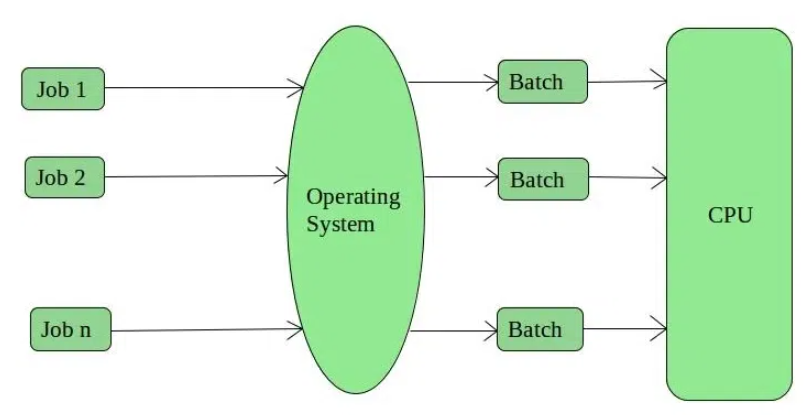 Job 1
Job 2
Job n
Operating
System
Batch
Batch
Batch
CPU